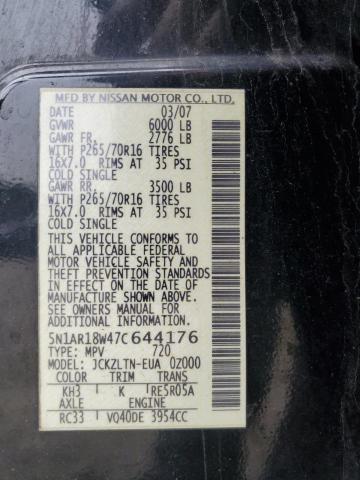 MFD BY NISSAN MOTOR CO., LTD.
DATE 03/07
GVWR 6000 LB
GAWR FR. 2776 LB
WITH P265/70R16 TIRES
16X7.0 RIMS AT 35 PSI
COLD SINGLE
GAWR RR. 3500 LB
WITH P265/70R16 TIRES
16X7.0 RIMS AT 35 PSI
COLD SINGLE
THIS VEHICLE CONFORMS TO
ALL APPLICABLE FEDERAL
MOTOR VEHICLE SAFETY AND
THEFT PREVENTION STANDARDS
IN EFFECT ON THE DATE OF
MANUFACTURE SHOWN ABOVE.
SEE OWNERS MANUAL FOR
ADDITIONAL INFORMATION.
5N1AR18W47C644176
TYPE: MPV 720
MODEL: JCKZLTN-EUA 0Z000
COLOR TRIM TRANS
KH3 K RE5R05A
AXLE ENGINE
RC33 VQ40DE 3954CC